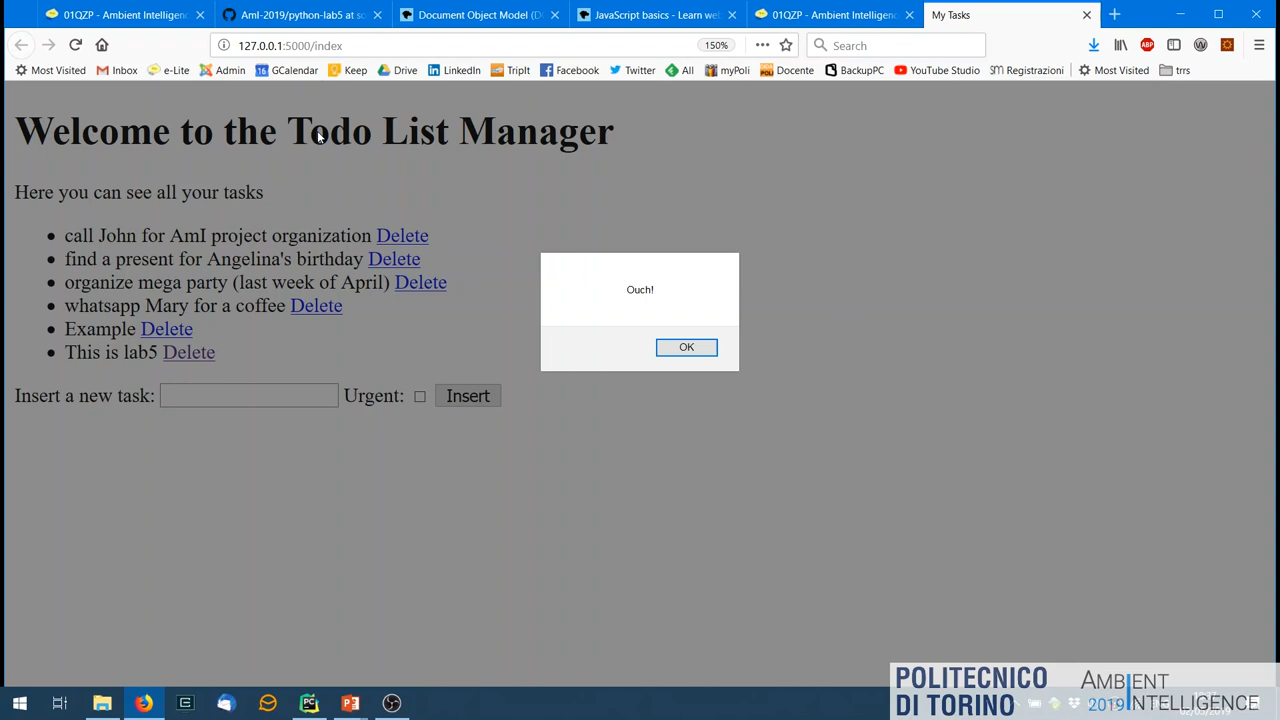 01QZP - Ambient Intelligenc
AmI-2019/python-lab5 at so
Document Object Model (D
JavaScript basics - Learn we
01QZP - Ambient Intelligenc
My Tasks
127.0.0.1:5000/index
150%
Search
Most Visited
Inbox
e-Lite
Admin
GCalendar
Keep
Drive
LinkedIn
TripIt
Facebook
Twitter
All
myPoli
Docente
BackupPC
YouTube Studio
Registrazioni
Most Visited
trrs
Welcome to the Todo List Manager
Here you can see all your tasks
call John for AmI project organization Delete
find a present for Angelina's birthday Delete
organize mega party (last week of April) Delete
whatsapp Mary for a coffee Delete
Example Delete
This is lab5 Delete
Insert a new task:
Urgent:
Insert
Ouch!
OK
POLITECNICO
DI TORINO
AMBIENT
2019 INTELLIGENCE